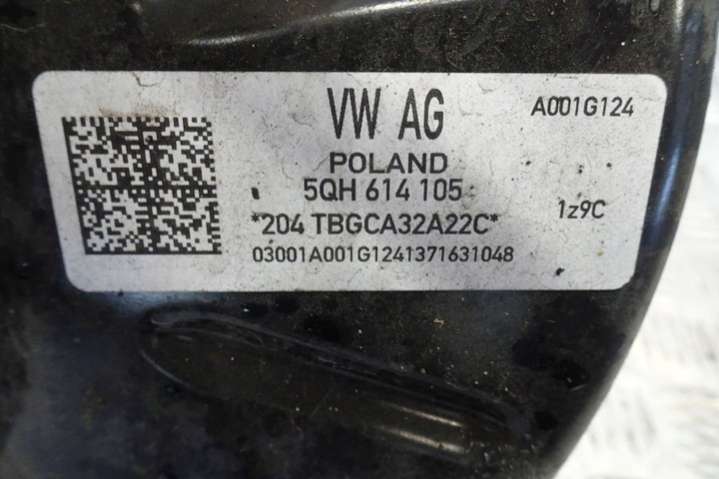 VW AG
A001G124
POLAND
5QH 614 105
1z9C
*204 TBGCA32A22C*
03001A001G1241371631048